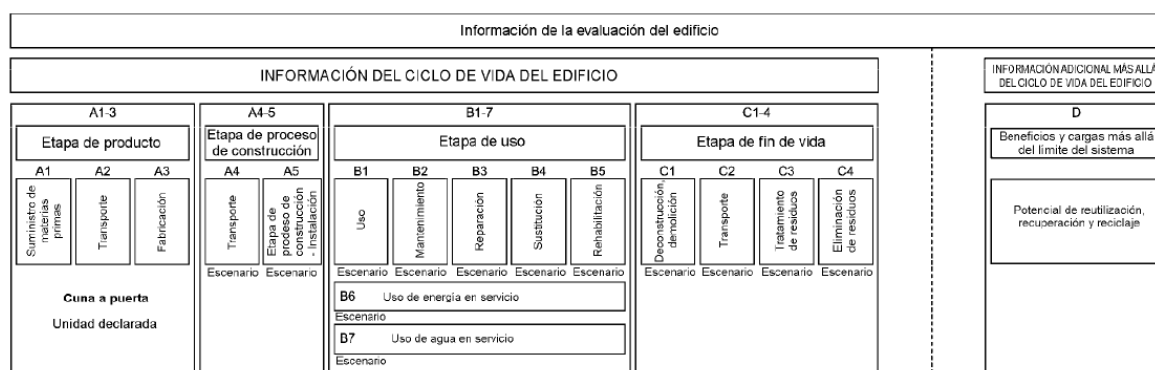 Información de la evaluación del edificio
INFORMACIÓN DEL CICLO DE VIDA DEL EDIFICIO
INFORMACIÓN ADICIONAL MÁS ALLÁ
DEL CICLO DE VIDA DEL EDIFICIO
A1-3
Etapa de producto
A1
Suministro de
materias
primas
A2
Transporte
A3
Fabricación
Cuna a puerta
Unidad declarada
A4-5
Etapa de proceso
de construcción
A4
Transporte
Escenario
A5
Etapa de
prodeso de
construcción
- Instalación
Escenario
B1-7
Etapa de uso
B1
Uso
Escenario
B2
Mantenimiento
Escenario
B3
Reparación
Escenario
B4
Sustitución
Escenario
B5
Rehabilitación
Escenario
B6 Uso de energía en servicio
Escenario
B7 Uso de agua en servicio
Escenario
C1-4
Etapa de fin de vida
C1
Deconstrucción,
demolición
Escenario
C2
Transporte
Escenario
C3
Tratamiento
de residuos
Escenario
C4
Eliminación
de residuos
Escenario
D
Beneficios y cargas más allá
del límite del sistema
Potencial de reutilización,
recuperación y reciclaje